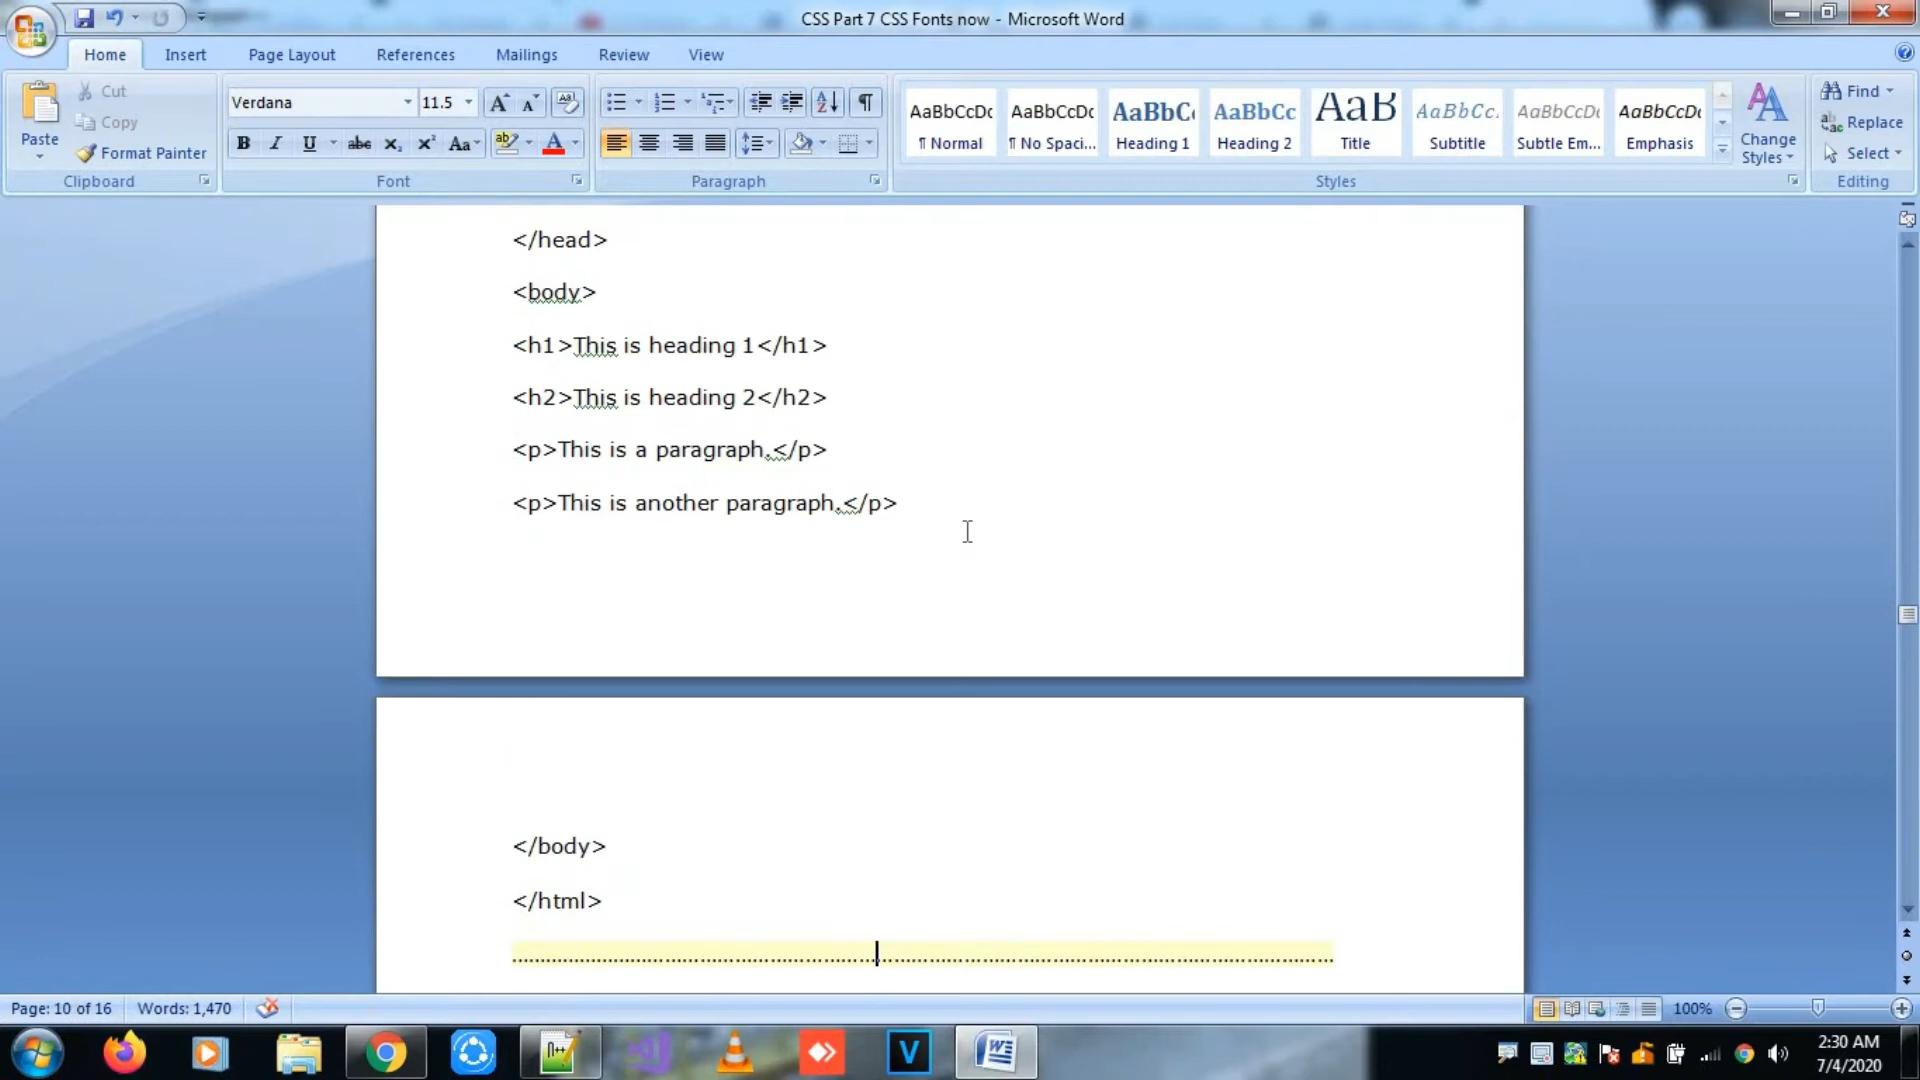 CSS Part 7 CSS Fonts now - Microsoft Word
Home Insert Page Layout References Mailings Review View
Paste
Cut
Copy
Format Painter
Clipboard
Verdana 11.5
B I U abc X₂ X² Aa
Font
Paragraph
AaBbCcDc AaBbCcDc AaBbC AaBbCc AaB AaBbCc. AaBbCcDc AaBbCcDc
¶ Normal ¶ No Spaci... Heading 1 Heading 2 Title Subtitle Subtle Em... Emphasis
Change Styles
Styles
Find
Replace
Select
Editing
</head>
<body>
<h1>This is heading 1</h1>
<h2>This is heading 2</h2>
<p>This is a paragraph.</p>
<p>This is another paragraph.</p>
</body>
</html>
Page: 10 of 16 Words: 1,470 100%
2:30 AM
7/4/2020